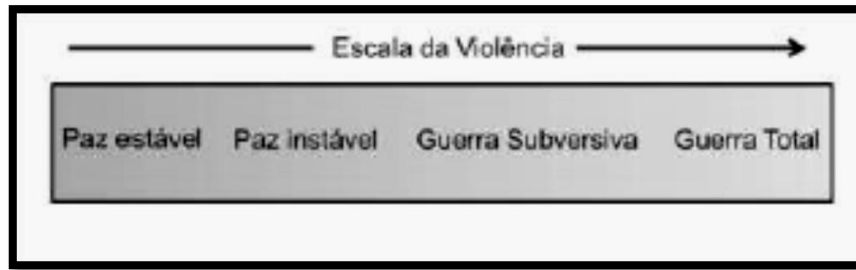 Escala da Violência
Paz estável Paz instável Guerra Subversiva Guerra Total